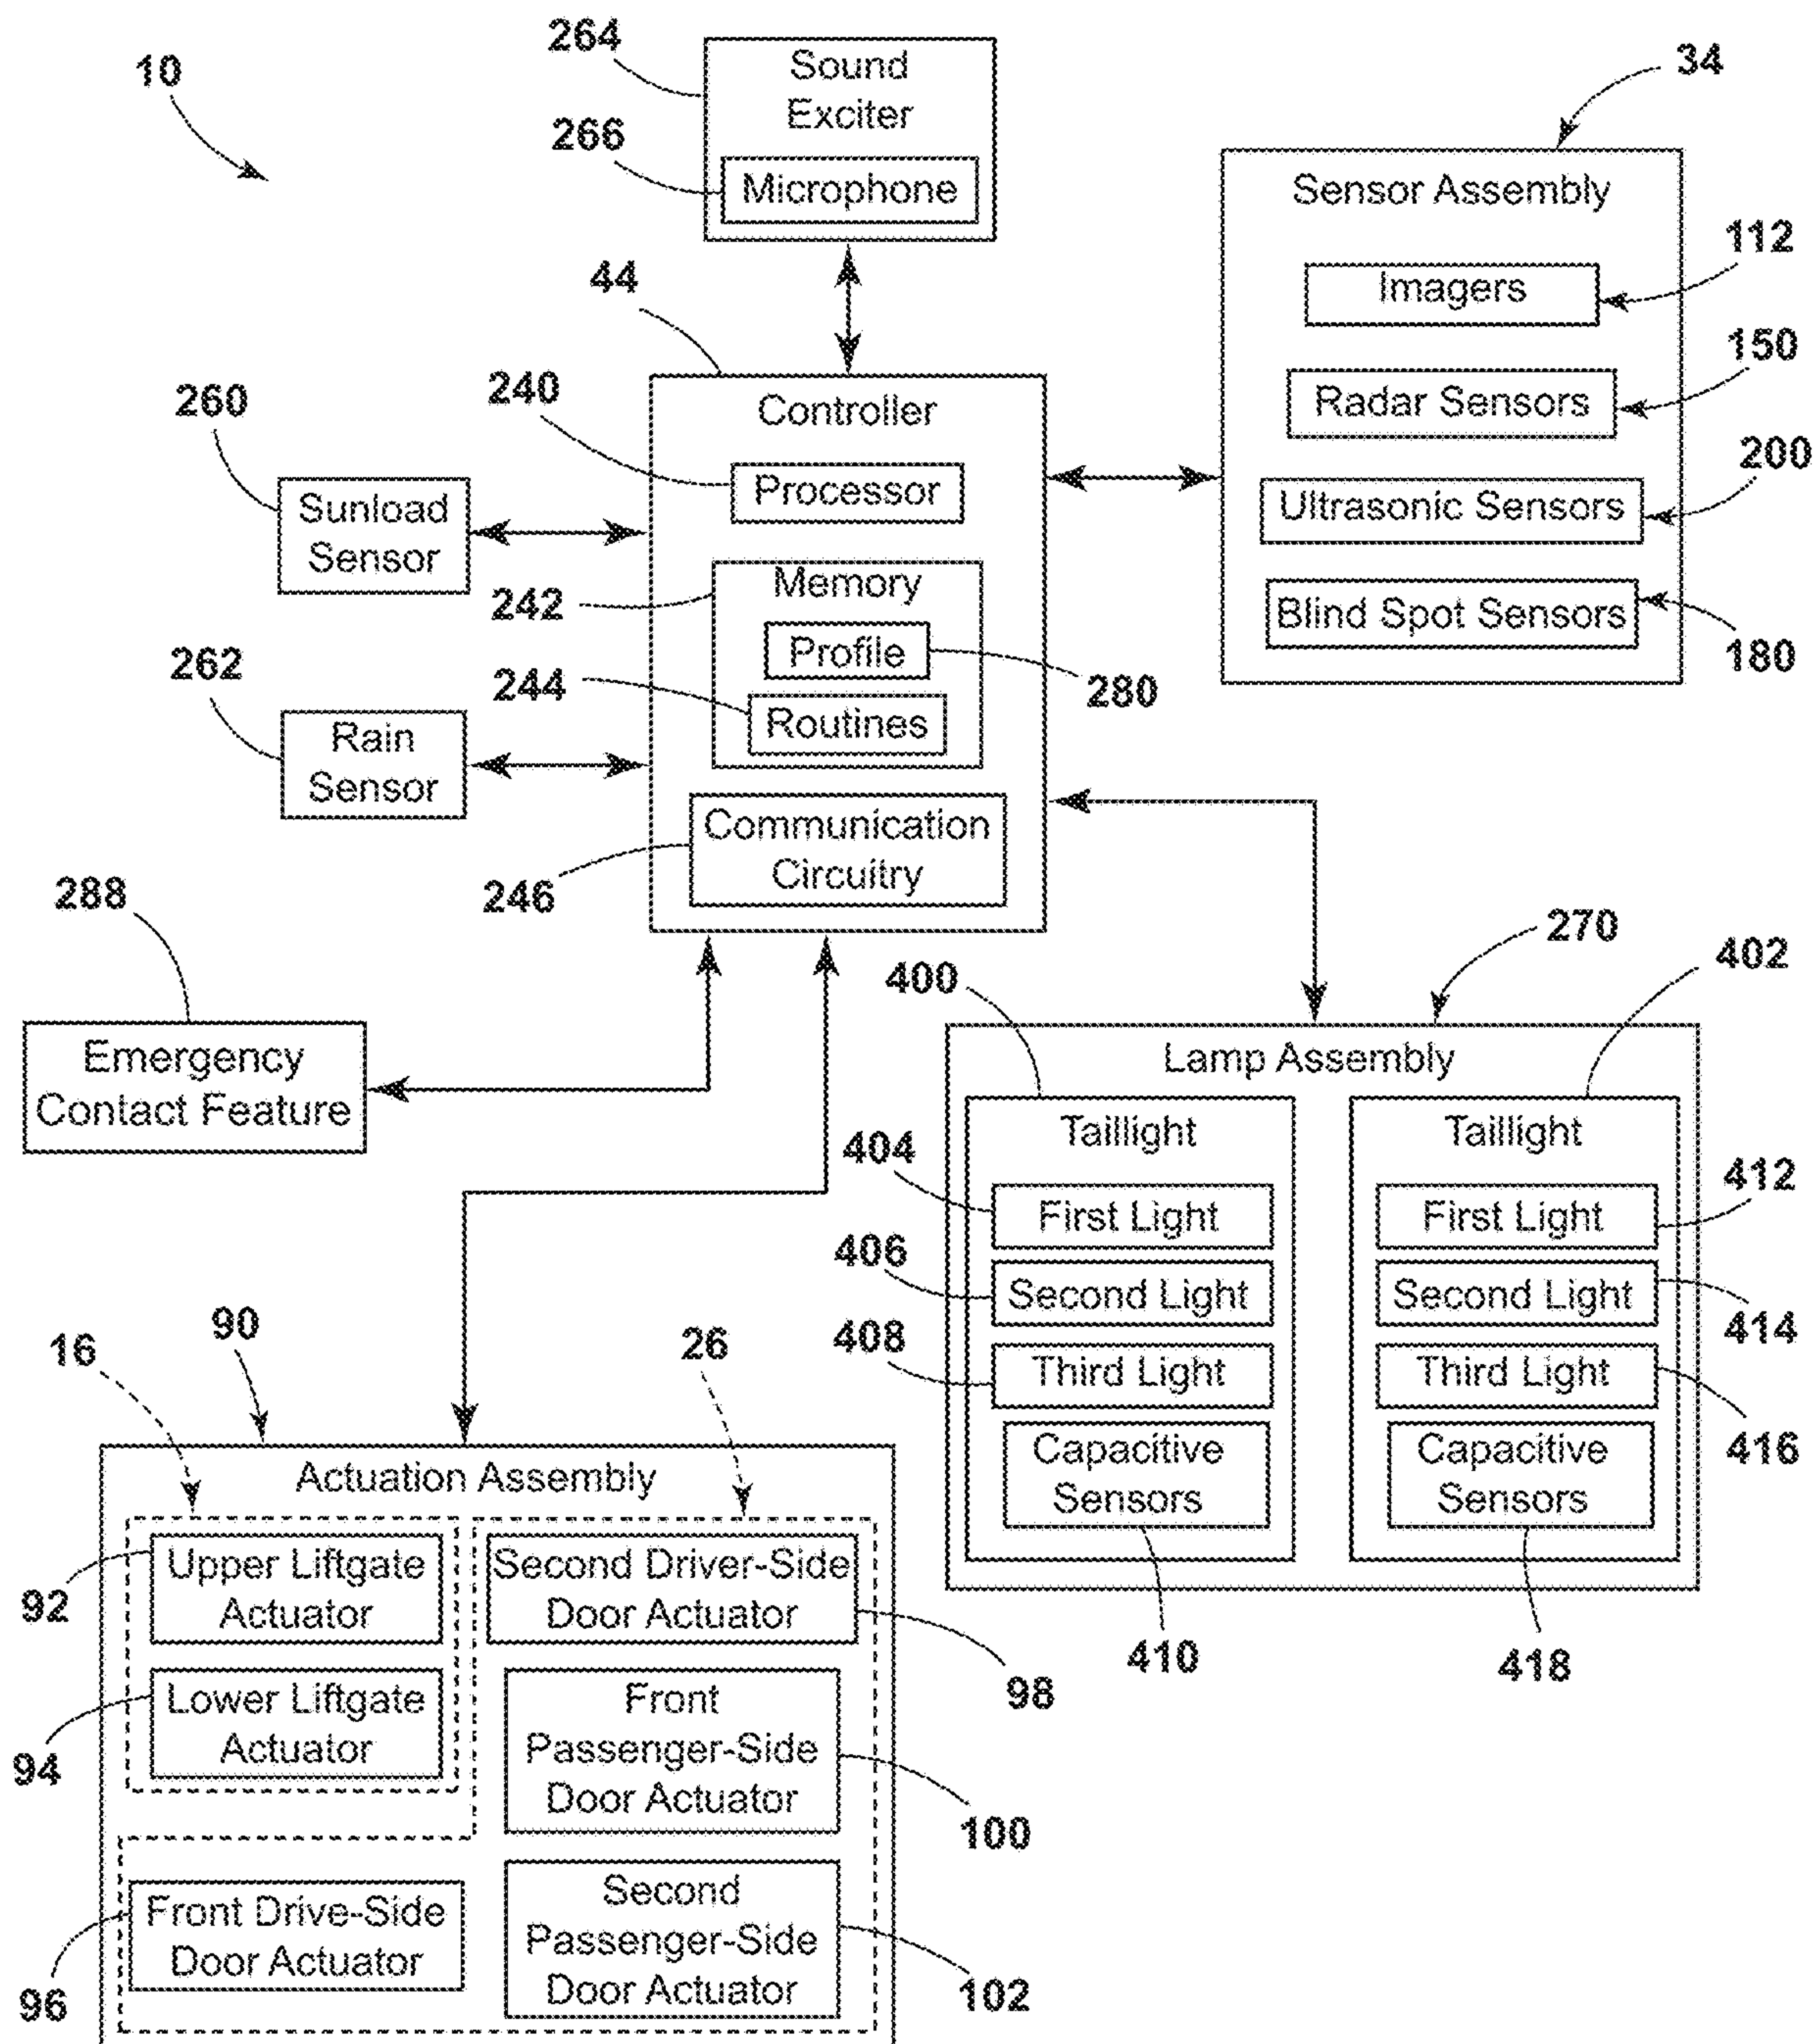 10
264
Sound
Exciter
266
Microphone
34
Sensor Assembly
Imagers
112
Radar Sensors
150
Ultrasonic Sensors
200
Blind Spot Sensors
180
44
Controller
240
Processor
242
Memory
Profile
280
244
Routines
Communication
Circuitry
246
260
Sunload
Sensor
262
Rain
Sensor
288
Emergency
Contact Feature
270
Lamp Assembly
400
Taillight
404
First Light
406
Second Light
408
Third Light
Capacitive
Sensors
410
402
Taillight
First Light
412
Second Light
414
Third Light
416
Capacitive
Sensors
418
90
Actuation Assembly
16
Upper Liftgate
Actuator
92
Lower Liftgate
Actuator
94
26
Second Driver-Side
Door Actuator
98
Front
Passenger-Side
Door Actuator
100
Front Drive-Side
Door Actuator
96
Second
Passenger-Side
Door Actuator
102